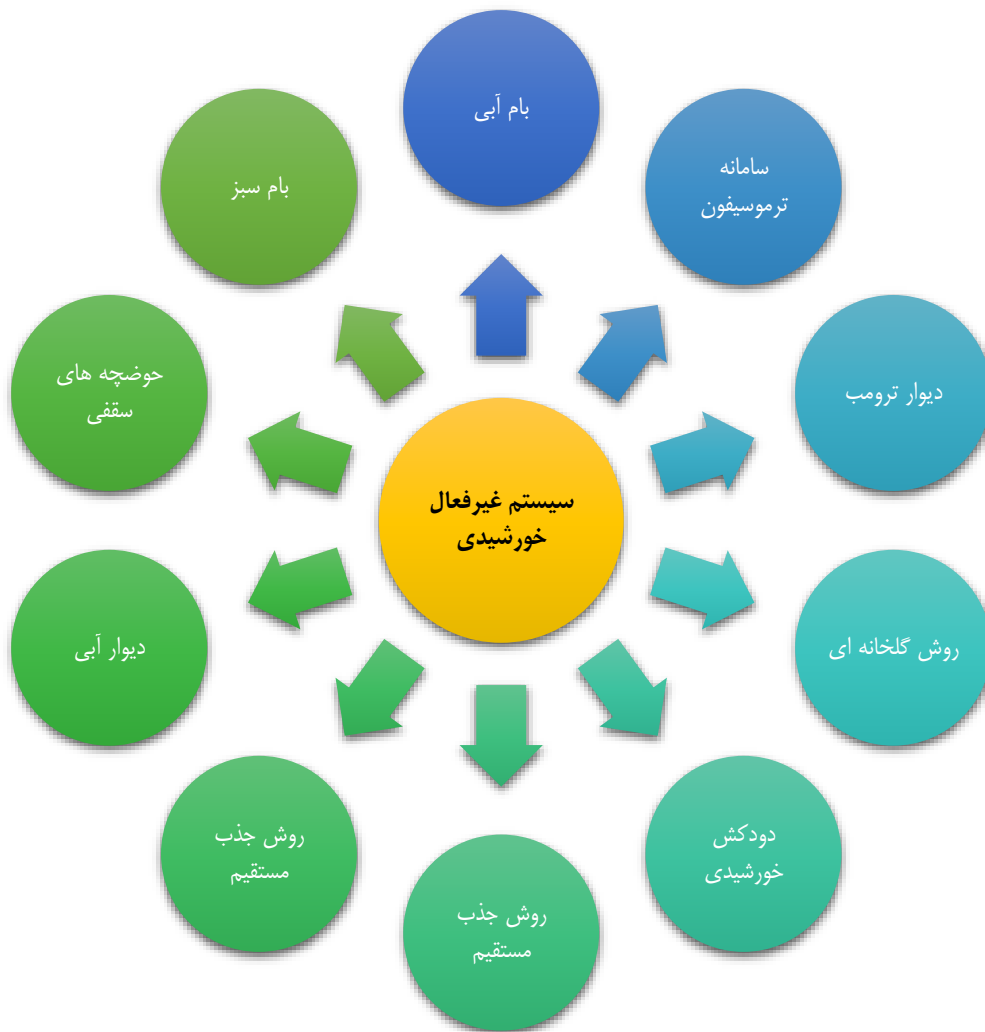 بام آبی
سامانه
ترموسیفون
دیوار ترومب
روش گلخانه ای
دودکش
خورشیدی
روش جذب
مستقیم
روش جذب
مستقیم
دیوار آبی
حوضچه های
سقفی
بام سبز
سیستم غیرفعال
خورشیدی